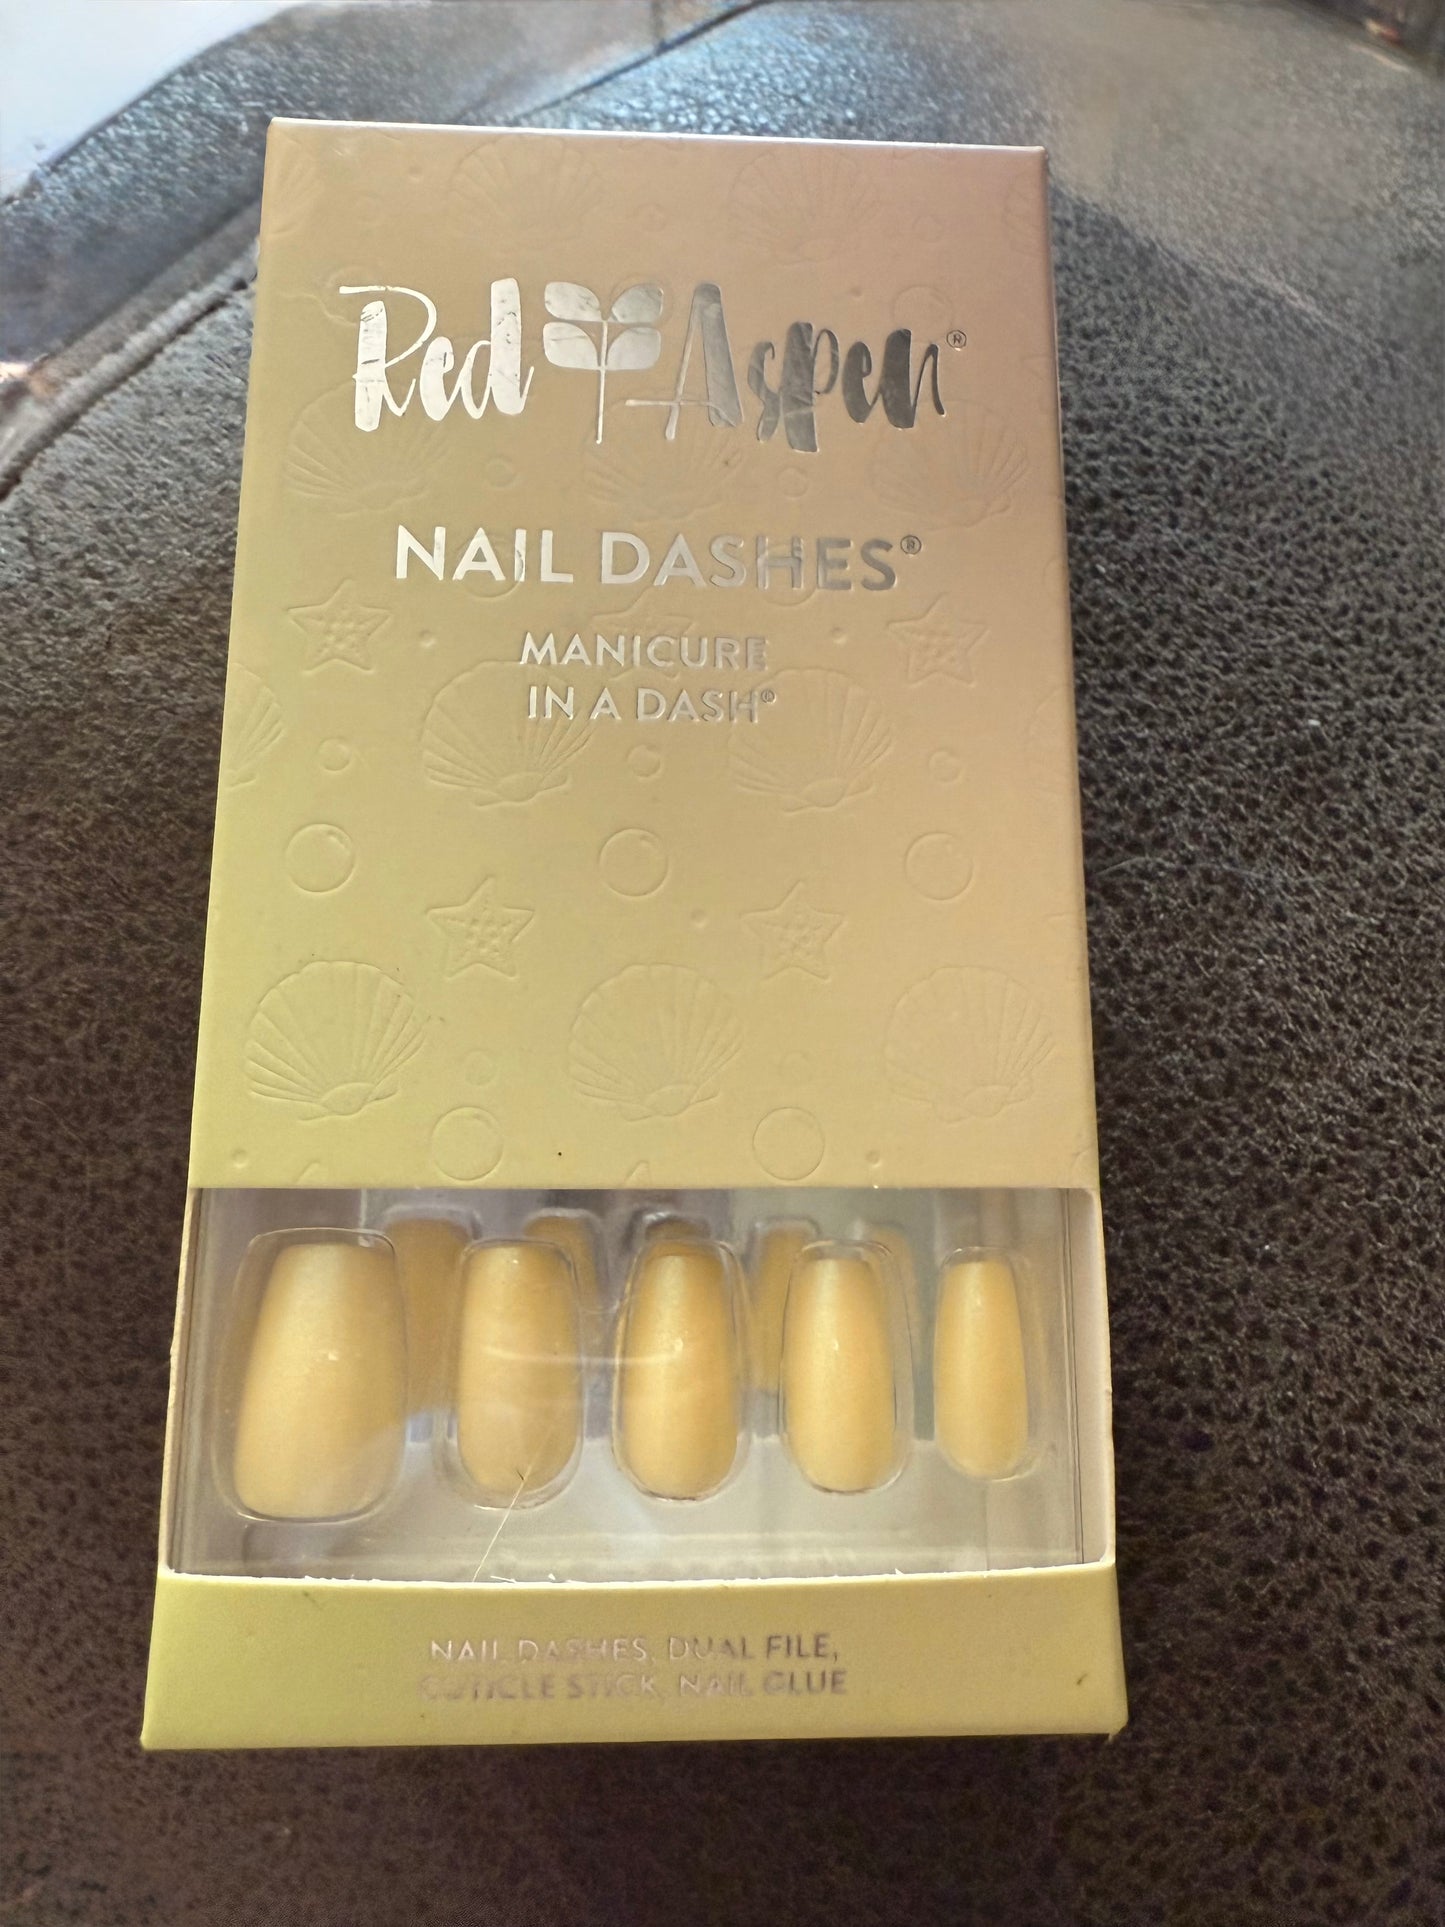 Red Aspen®
NAIL DASHES®
MANICURE
IN A DASH®
NAIL DASHES, DUAL FILE,
CUTICLE STICK, NAIL GLUE